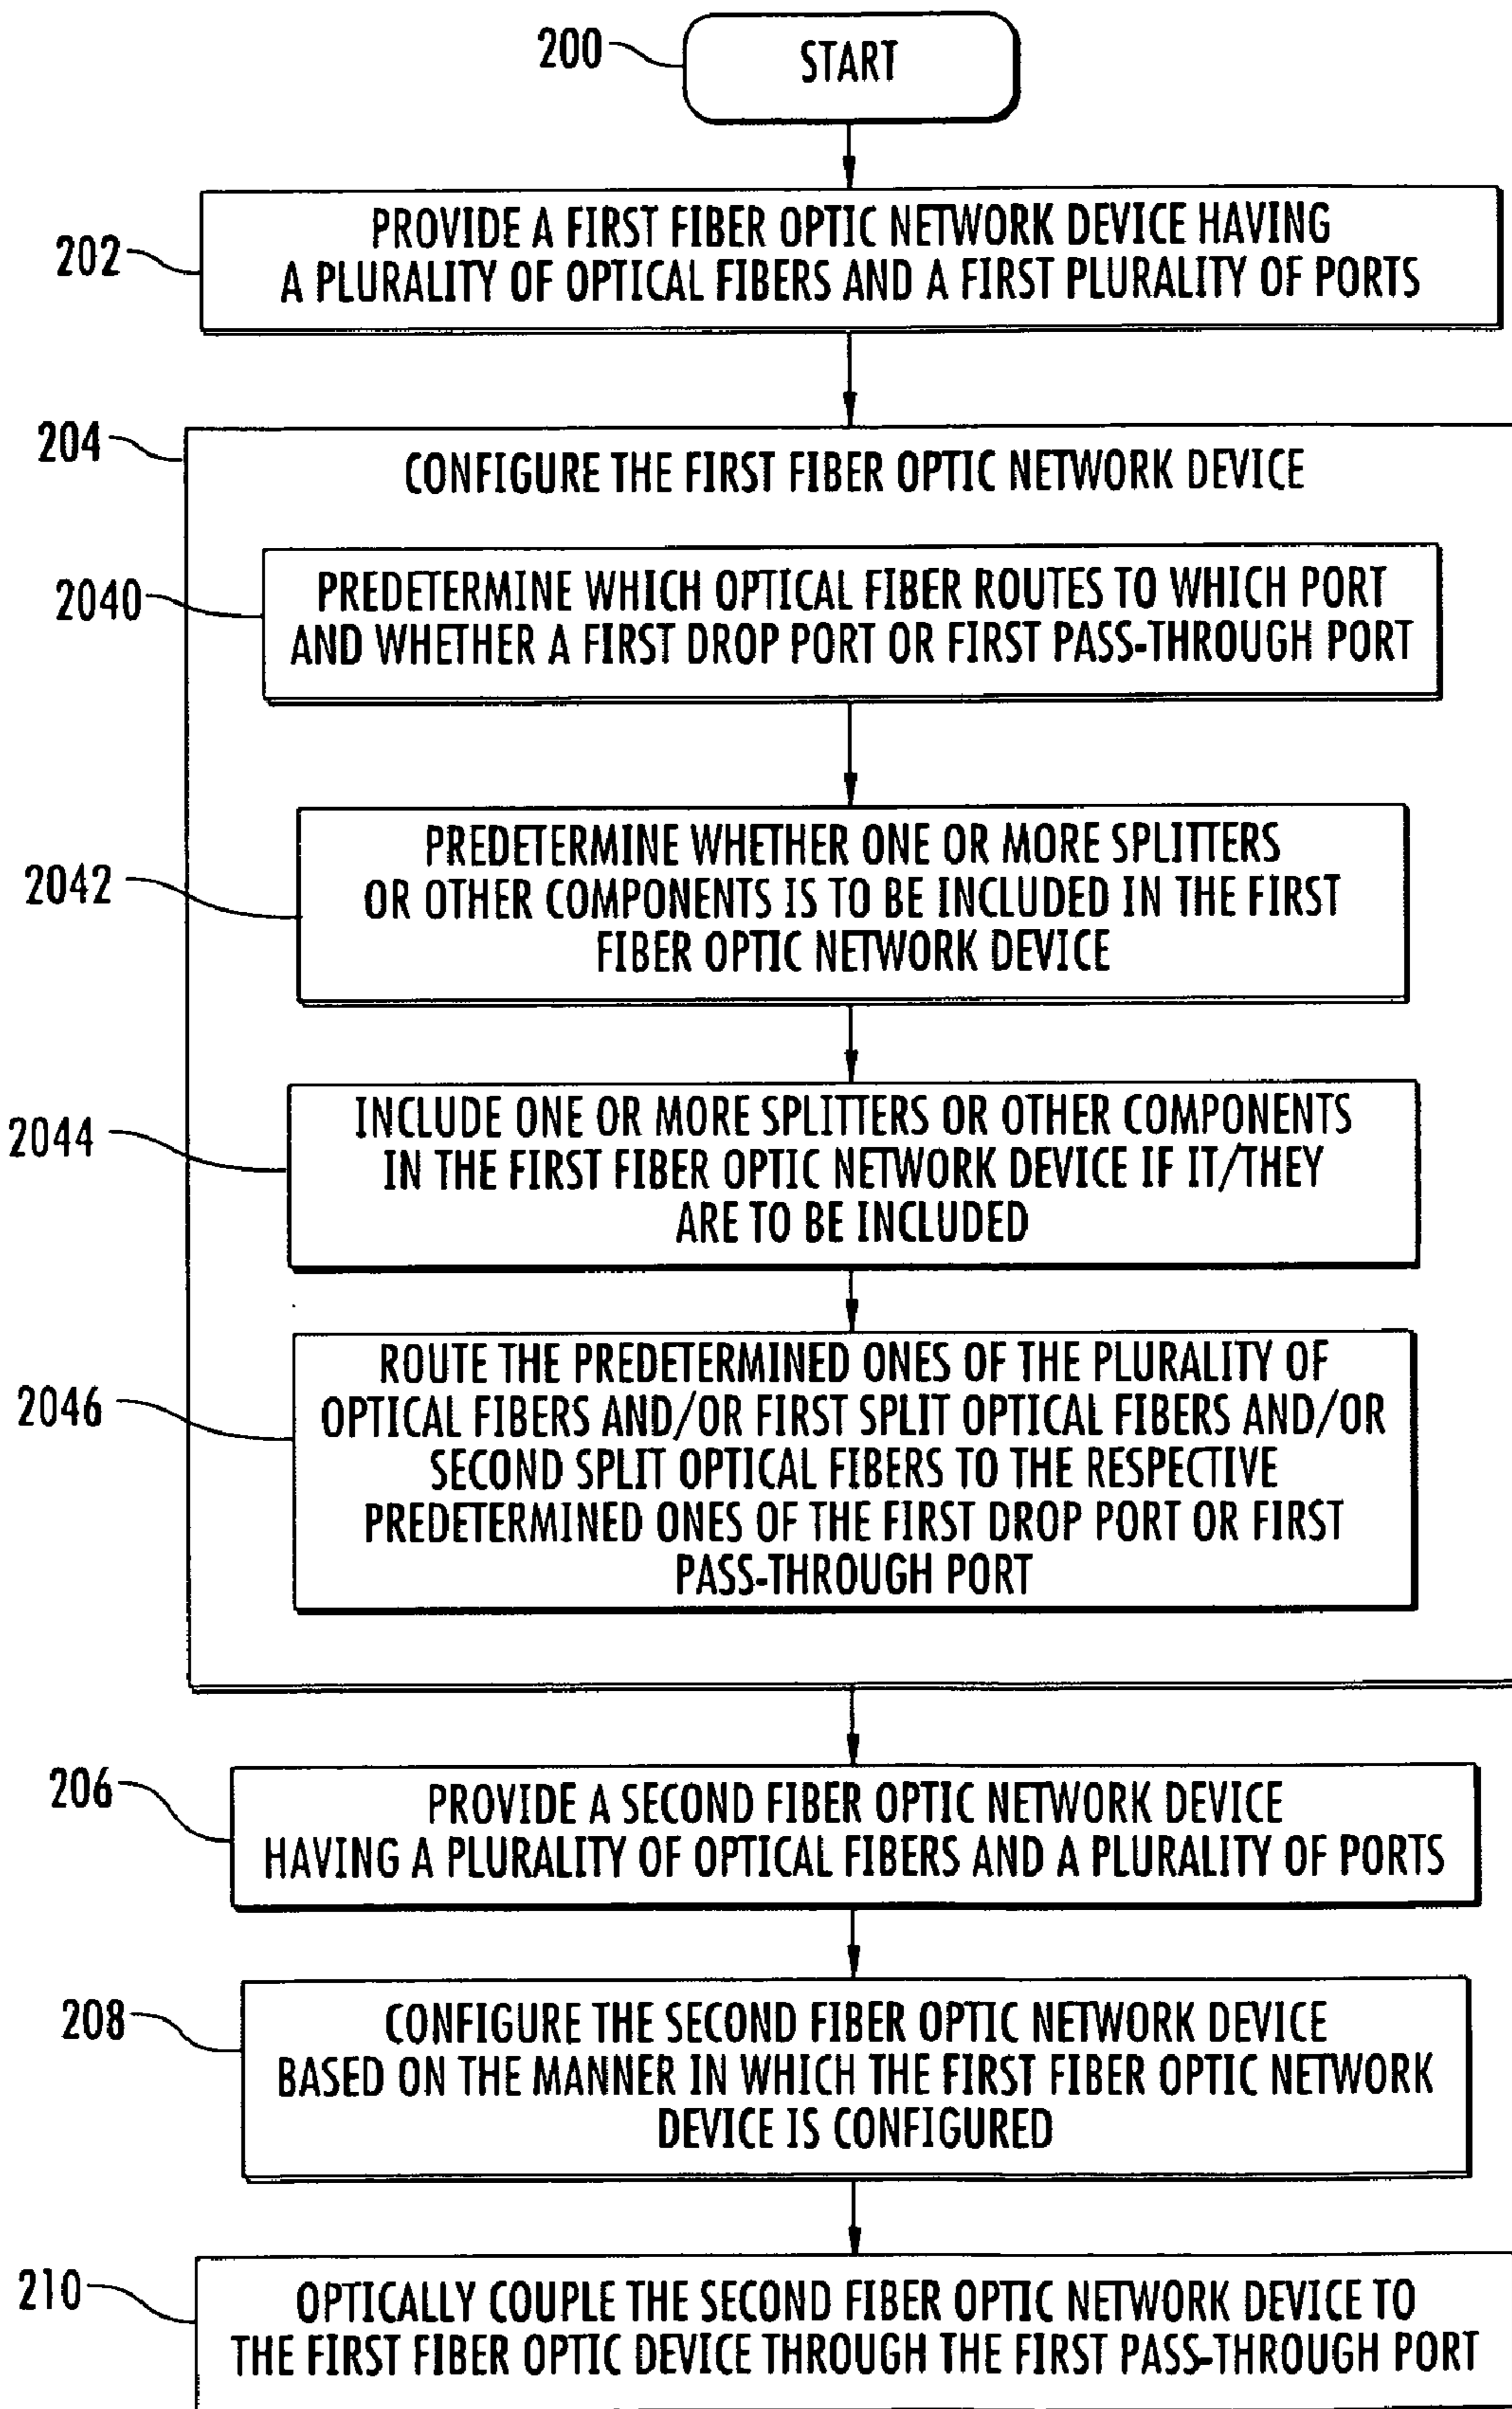 200
START
202
PROVIDE A FIRST FIBER OPTIC NETWORK DEVICE HAVING
A PLURALITY OF OPTICAL FIBERS AND A FIRST PLURALITY OF PORTS
204
CONFIGURE THE FIRST FIBER OPTIC NETWORK DEVICE
2040
PREDETERMINE WHICH OPTICAL FIBER ROUTES TO WHICH PORT
AND WHETHER A FIRST DROP PORT OR FIRST PASS-THROUGH PORT
2042
PREDETERMINE WHETHER ONE OR MORE SPLITTERS
OR OTHER COMPONENTS IS TO BE INCLUDED IN THE FIRST
FIBER OPTIC NETWORK DEVICE
2044
INCLUDE ONE OR MORE SPLITTERS OR OTHER COMPONENTS
IN THE FIRST FIBER OPTIC NETWORK DEVICE IF IT/THEY
ARE TO BE INCLUDED
2046
ROUTE THE PREDETERMINED ONES OF THE PLURALITY OF
OPTICAL FIBERS AND/OR FIRST SPLIT OPTICAL FIBERS AND/OR
SECOND SPLIT OPTICAL FIBERS TO THE RESPECTIVE
PREDETERMINED ONES OF THE FIRST DROP PORT OR FIRST
PASS-THROUGH PORT
206
PROVIDE A SECOND FIBER OPTIC NETWORK DEVICE
HAVING A PLURALITY OF OPTICAL FIBERS AND A PLURALITY OF PORTS
208
CONFIGURE THE SECOND FIBER OPTIC NETWORK DEVICE
BASED ON THE MANNER IN WHICH THE FIRST FIBER OPTIC NETWORK
DEVICE IS CONFIGURED
210
OPTICALLY COUPLE THE SECOND FIBER OPTIC NETWORK DEVICE TO
THE FIRST FIBER OPTIC DEVICE THROUGH THE FIRST PASS-THROUGH PORT